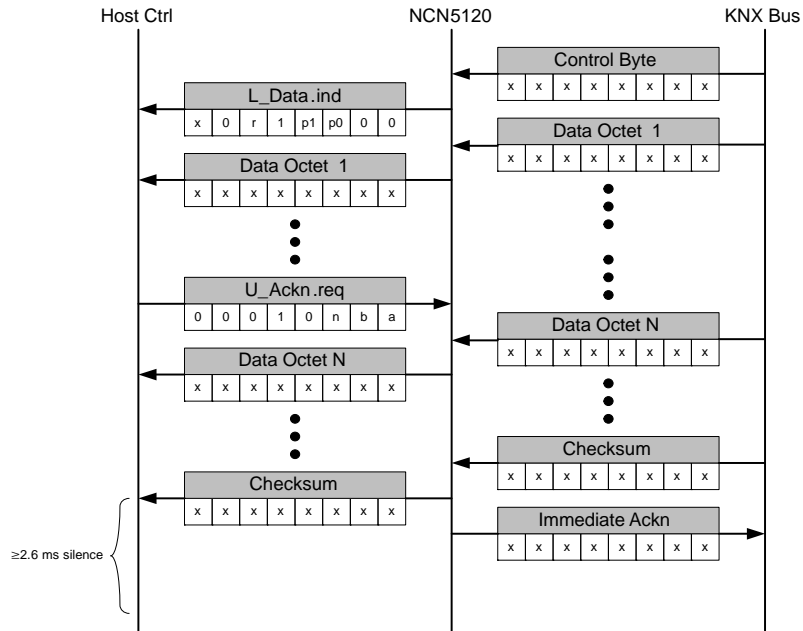 Host Ctrl NCN5120 KNX Bus
Control Byte
x x x x x x x x
L_Data.ind
x 0 r 1 p1 p0 0 0
Data Octet 1
x x x x x x x x
Data Octet 1
x x x x x x x x
U_Ackn.req
0 0 0 1 0 n b a
Data Octet N
x x x x x x x x
Data Octet N
x x x x x x x x
Checksum
x x x x x x x x
Checksum
x x x x x x x x
Immediate Ackn
x x x x x x x x
≥2.6 ms silence